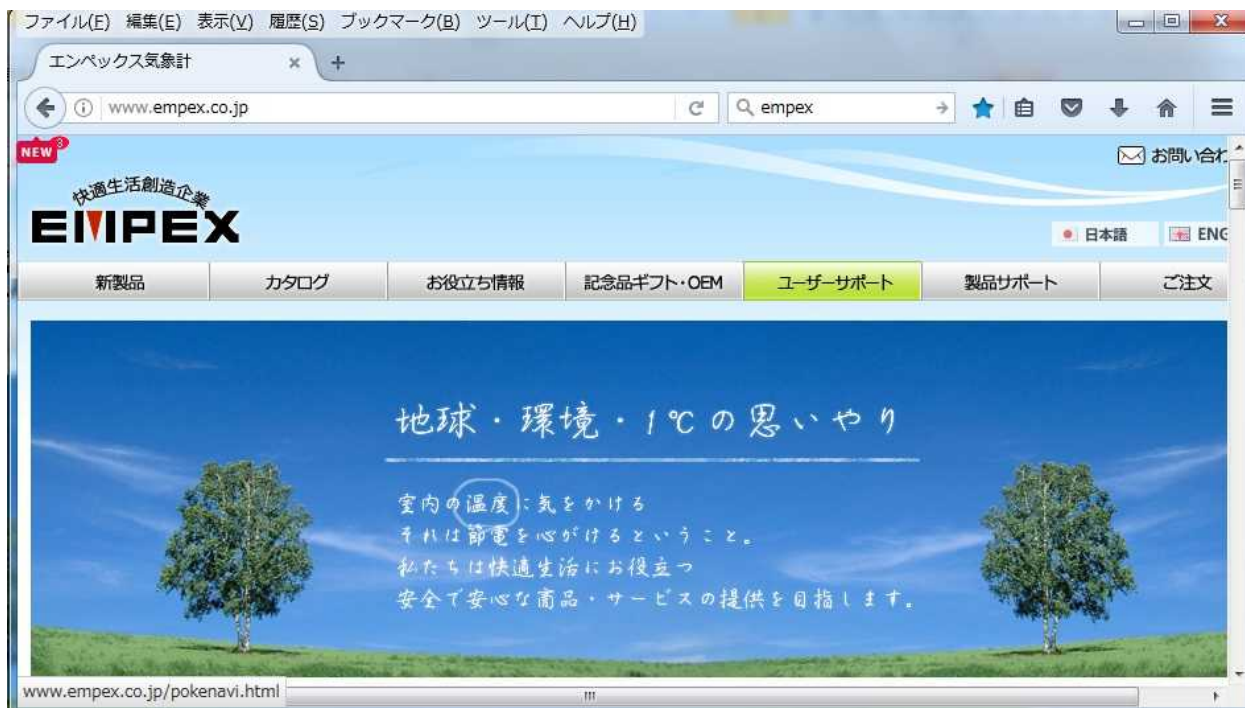 ファイル(F) 編集(E) 表示(V) 履歴(S) ブックマーク(B) ツール(T) ヘルプ(H)
エンペックス気象計
www.empex.co.jp
empex
NEW 3
お問い合わ
快適生活創造企業
EMPEX
日本語 ENG
新製品 カタログ お役立ち情報 記念品ギフト・OEM ユーザーサポート 製品サポート ご注文
地球・環境・1℃の思いやり
室内の温度に気をかける
それは節電を心がけるということ。
私たちは快適生活にお役立つ
安全で安心な商品・サービスの提供を目指します。
www.empex.co.jp/pokenavi.html